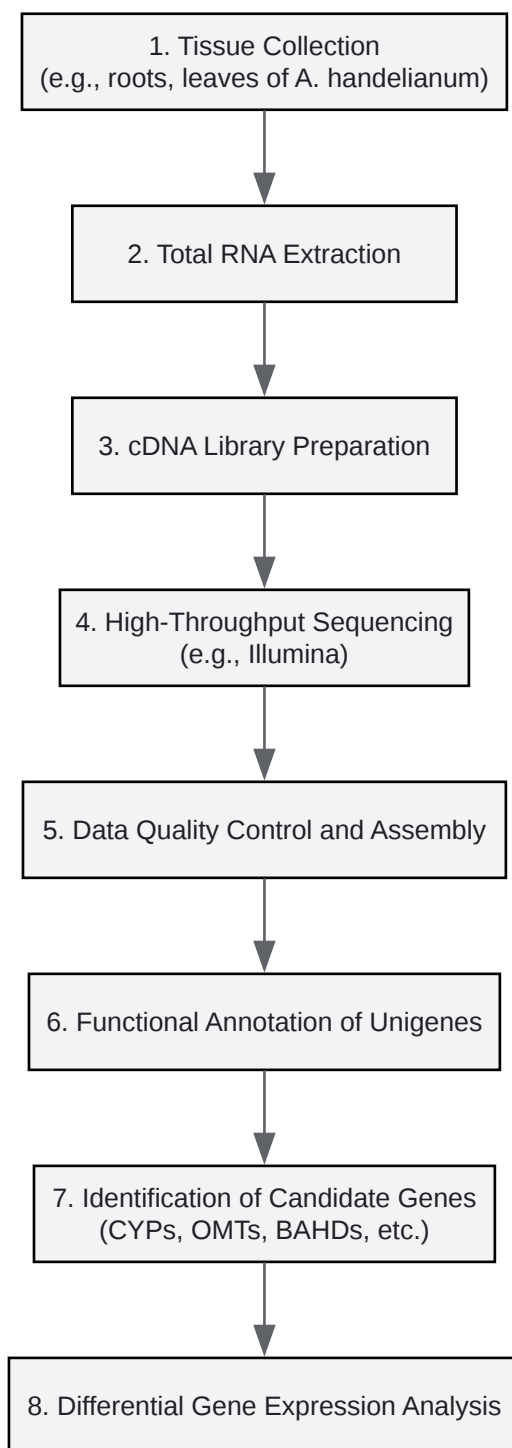 1. Tissue Collection
(e.g., roots, leaves of A. handelianum)
2. Total RNA Extraction
3. cDNA Library Preparation
4. High-Throughput Sequencing
(e.g., Illumina)
5. Data Quality Control and Assembly
6. Functional Annotation of Unigenes
7. Identification of Candidate Genes
(CYPs, OMTs, BAHDs, etc.)
8. Differential Gene Expression Analysis